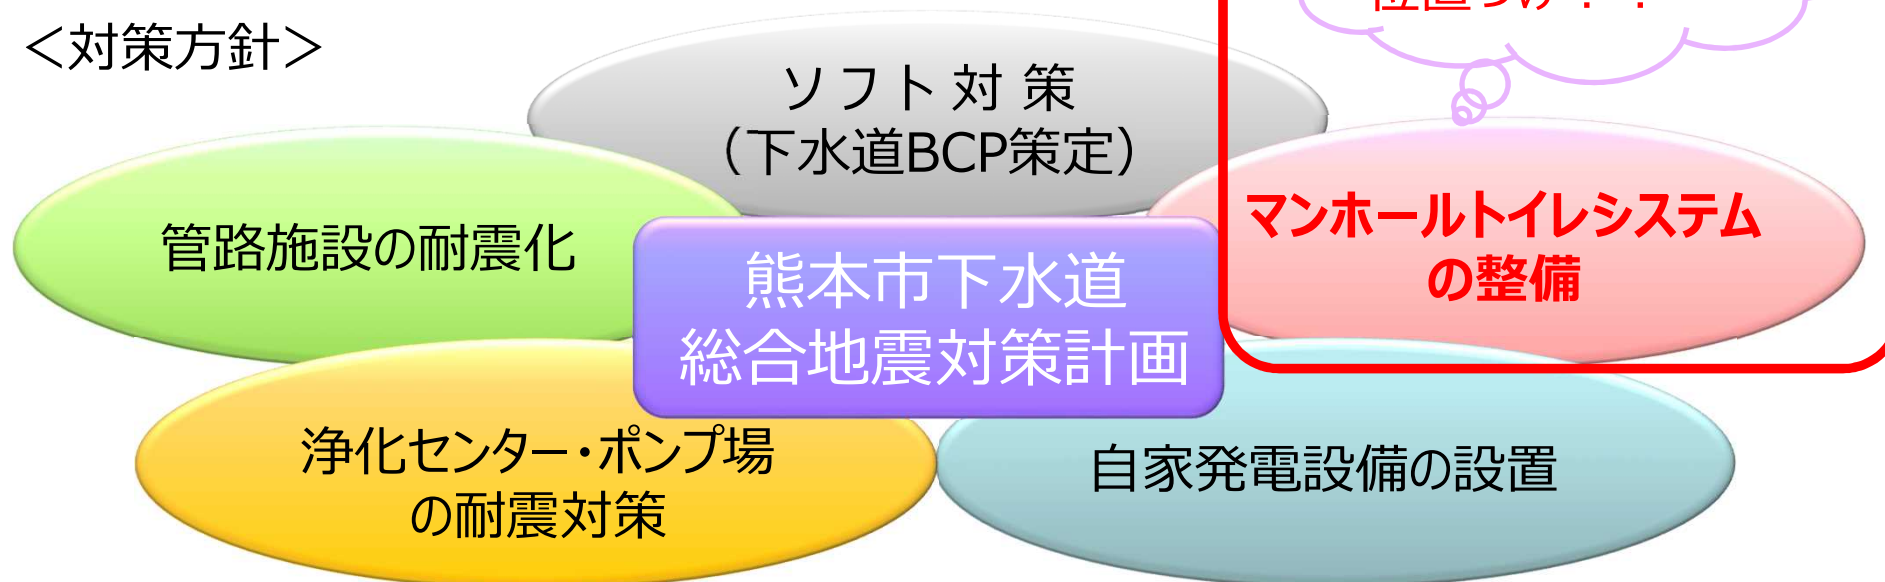 位置づけ！！
＜対策方針＞
ソフト対策
（下水道BCP策定）
管路施設の耐震化
マンホールトイレシステム
の整備
熊本市下水道
総合地震対策計画
浄化センター・ポンプ場
の耐震対策
自家発電設備の設置